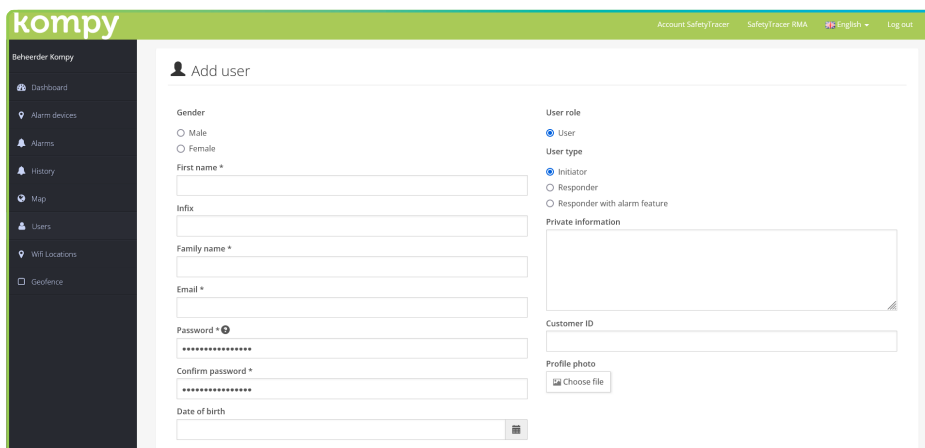 kompy
Account SafetyTracer SafetyTracer RMA English Log out
Beheerder Kompy
Dashboard
Alarm devices
Alarms
History
Map
Users
Wifi Locations
Geofence
Add user
Gender
Male
Female
First name *
Infix
Family name *
Email *
Password *
Confirm password *
Date of birth
User role
User
User type
Initiator
Responder
Responder with alarm feature
Private information
Customer ID
Profile photo
Choose file